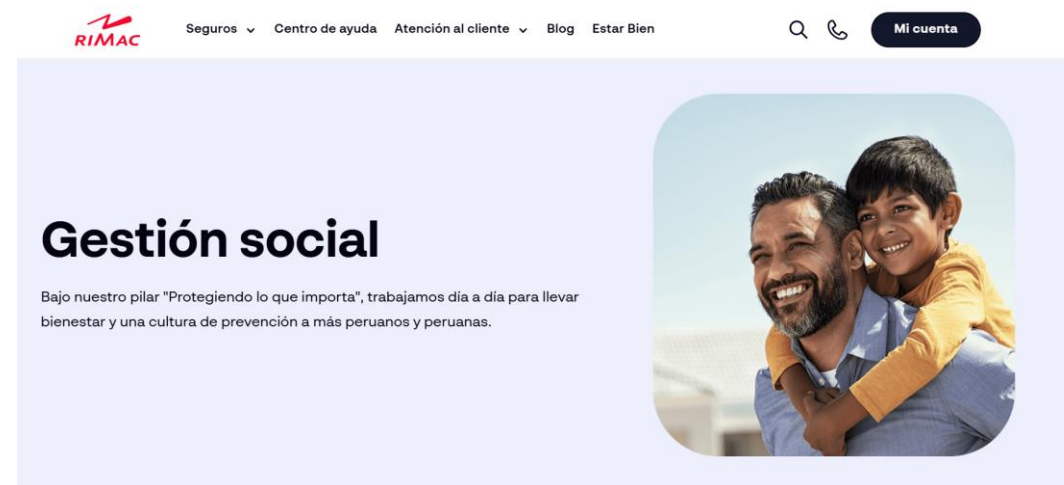 RIMAC
Seguros
Centro de ayuda
Atención al cliente
Blog
Estar Bien
Mi cuenta
Gestión social
Bajo nuestro pilar "Protegiendo lo que importa", trabajamos día a día para llevar
bienestar y una cultura de prevención a más peruanos y peruanas.